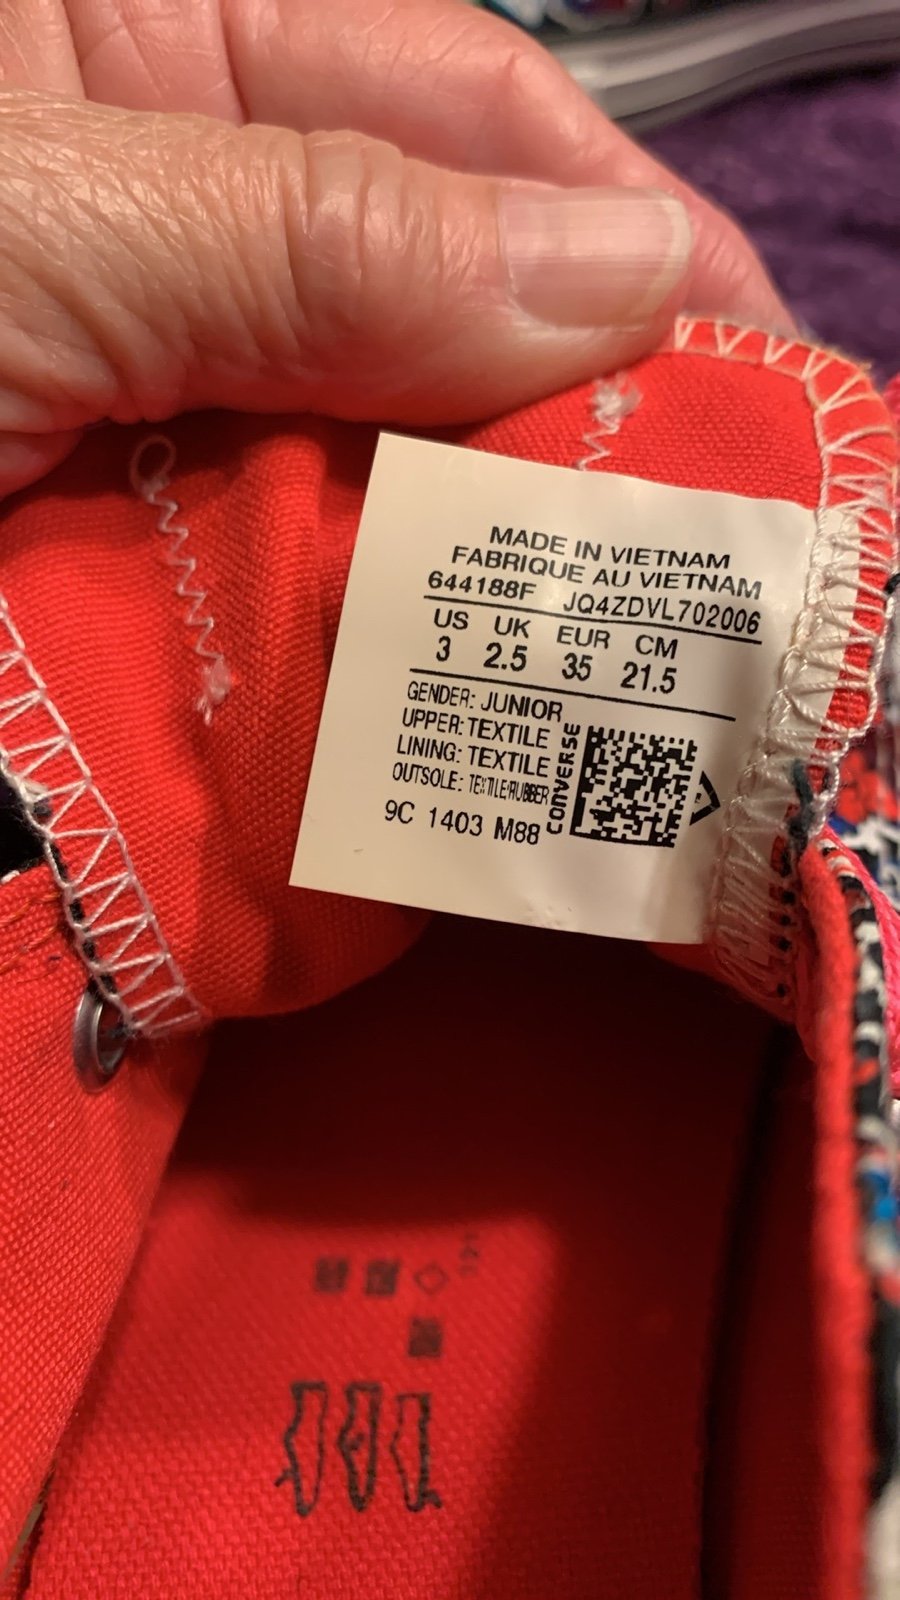 MADE IN VIETNAM
FABRIQUE AU VIETNAM
644188F JQ4ZDVL702006
US UK EUR CM
3 2.5 35 21.5
GENDER: JUNIOR
UPPER: TEXTILE
LINING: TEXTILE
OUTSOLE: TEXTILE/RUBBER
9C 1403 M88
CONVERSE